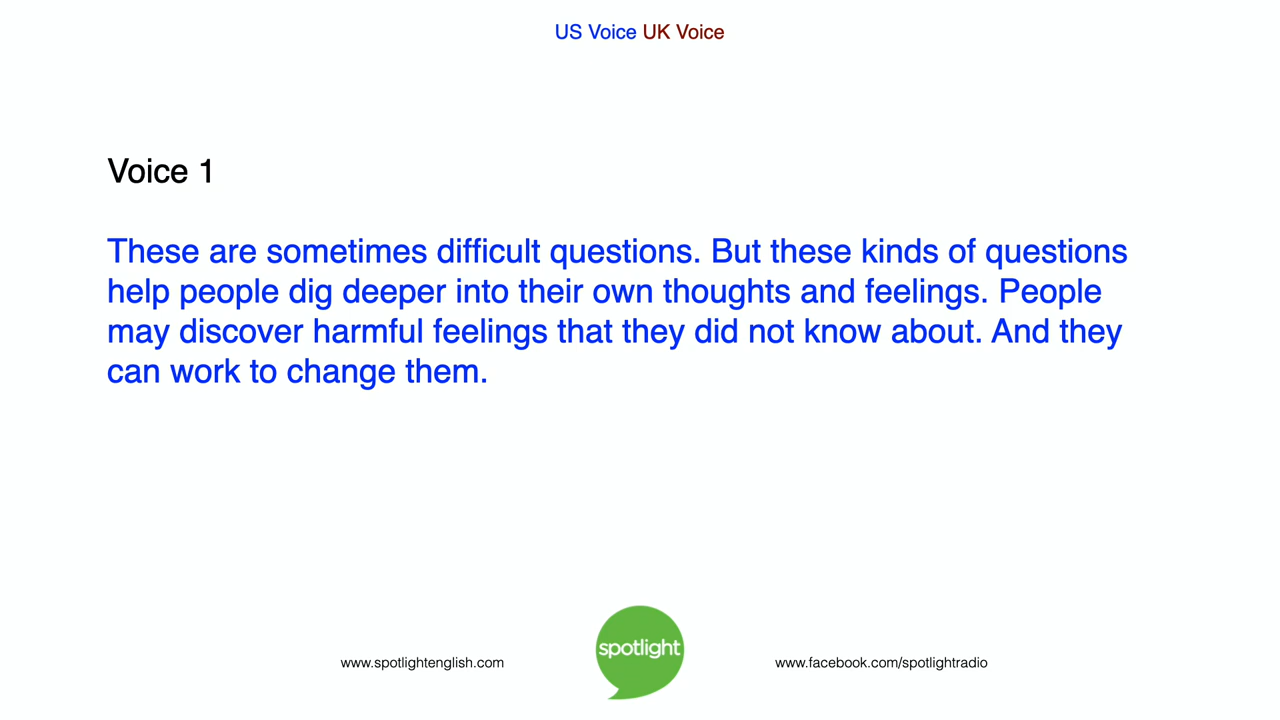 US Voice UK Voice
Voice 1
These are sometimes difficult questions. But these kinds of questions
help people dig deeper into their own thoughts and feelings. People
may discover harmful feelings that they did not know about. And they
can work to change them.
www.spotlightenglish.com
spotlight
www.facebook.com/spotlightradio